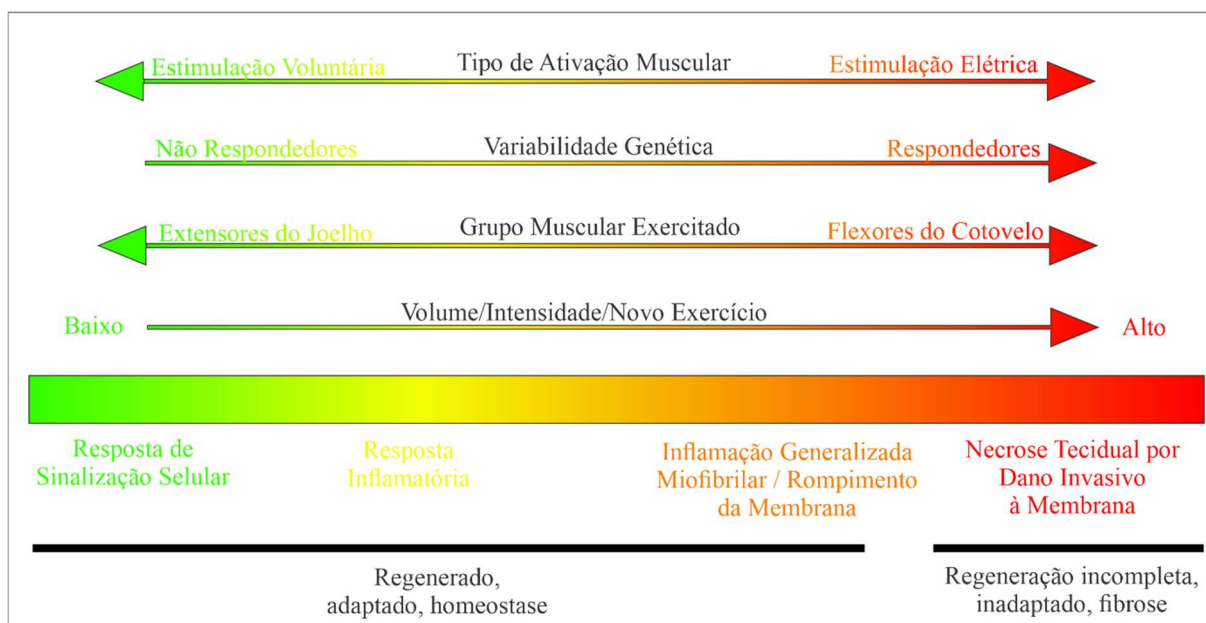 Estimulação Voluntária Tipo de Ativação Muscular Estimulação Elétrica
Não Respondedores Variabilidade Genética Respondedores
Extensores do Joelho Grupo Muscular Exercitado Flexores do Cotovelo
Baixo Volume/Intensidade/Novo Exercício Alto
Resposta de
Sinalização Selular
Resposta
Inflamatória
Inflamação Generalizada
Miofibrilar / Rompimento
da Membrana
Necrose Tecidual por
Dano Invasivo
à Membrana
Regenerado,
adaptado, homeostase
Regeneração incompleta,
inadaptado, fibrose